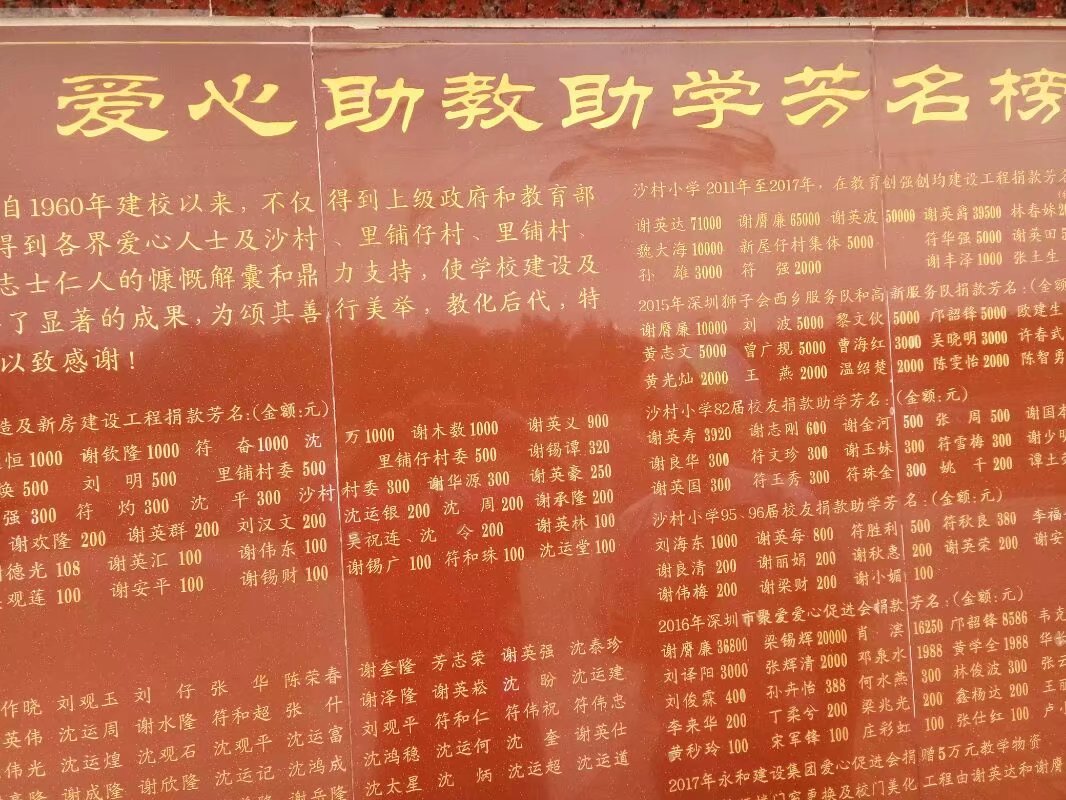 爱心助教助学芳名榜
自1960年建校以来，不仅得到上级政府和教育部
得到各界爱心人士及沙村、里铺仔村、里铺村、
志士仁人的慷慨解囊和鼎力支持，使学校建设及
了显著的成果，为颂其善行美举，教化后代，特
以致感谢！
造及新房建设工程捐款芳名：(金额：元)
恒1000 谢钦隆1000 符奋1000 沈万1000 谢木数1000 谢英义900
焕500 刘明500 里铺村委500 里铺仔村委500 谢锡谭320
强300 符灼300 沈平300 沙村村委300 谢华源300 谢英豪250
谢欢隆200 谢英群200 刘汉文200 沈运银200 沈周200 谢承隆200
德光108 谢英汇100 谢伟东100 吴祝连、沈令200 谢英林100
观莲100 谢安平100 谢锡财100 谢锡广100 符和珠100 沈运堂100
作晓 刘观玉 刘仔 张华 陈荣春 谢奎隆 芳志荣 谢英强 沈泰珍
英伟 沈运周 谢水隆 符和超 张什 谢泽隆 谢英崧 沈盼 沈运建
伟光 沈运煌 沈观石 沈观平 沈运富 刘观平 符和仁 符伟祝 符伟忠
隆 谢成隆 谢欣隆 沈运记 沈鸿成 沈鸿稳 沈运何 沈奎 谢英仕
谢兵隆 沈太星 沈炳 沈运超 沈运道
沙村小学2011年至2017年，在教育创强创均建设工程捐款芳名
谢英达71000 谢膺廉65000 谢英波50000 谢英爵39500 林春妹
魏大海10000 新屋仔村集体5000 符华强5000 谢英田5
孙雄3000 符强2000 谢丰泽1000 张土生
2015年深圳狮子会西乡服务队和高新服务队捐款芳名：(金额
谢膺廉10000 刘波5000 黎文伙5000 邝韶锋5000 欧建生
黄志文5000 曾广规5000 曹海红3000 吴晓明3000 许春武
黄光灿2000 王燕2000 温绍楚2000 陈雯怡2000 陈智勇
沙村小学82届校友捐款助学芳名：(金额：元)
谢英寿3920 谢志刚600 谢金河500 张周500 谢国
谢良华300 符文珍300 谢王妹300 符雪梅300 谢少明
谢英国300 符王秀300 符珠金300 姚千200 谭土
沙村小学95、96届校友捐款助学芳名：(金额：元)
刘海东1000 谢英每800 符胜利500 符秋良380 李福
谢良清200 谢丽娟200 谢秋惠200 谢英荣200 谢安
谢伟梅200 谢梁财200 谢小媚100
2016年深圳市聚爱爱心促进会捐款芳名：(金额：元)
谢膺廉36800 梁锡辉20000 肖滨16250 邝韶锋8586 韦克
刘译阳3000 张辉清2000 邓泉水1988 黄学全1988 华长
刘俊霖400 孙卉怡388 何水燕300 林俊波300 张云
李来华200 丁柔兮200 梁兆光200 鑫杨达200 王丽
黄秒玲100 宋军锋100 庄彩虹100 张仕红100 卢小
2017年永和建设集团爱心促进会捐赠5万元教学物资
更换及校门美化工程由谢英达和谢膺